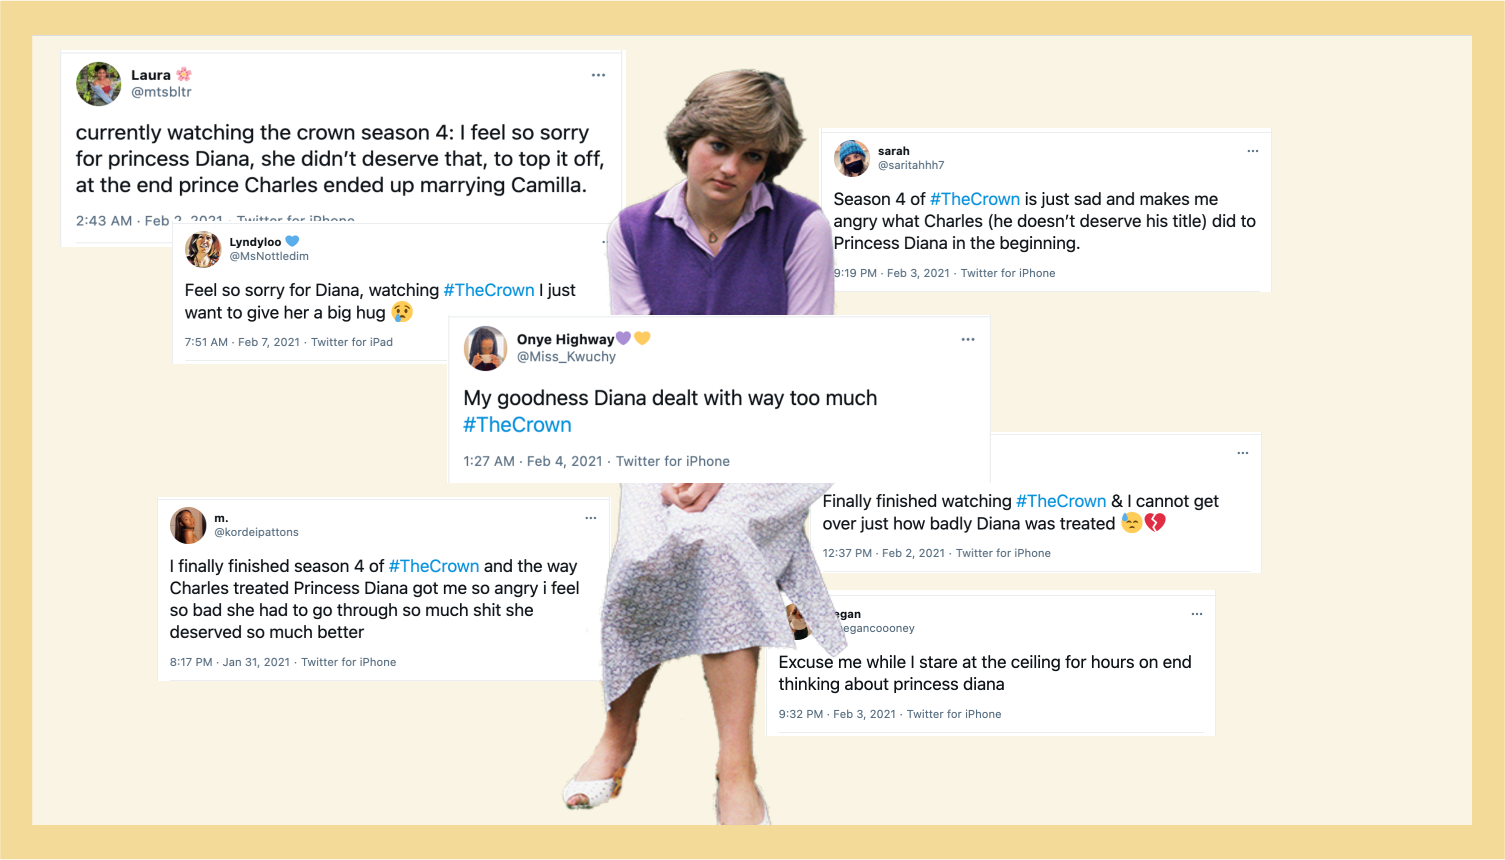 Laura
@mtsbltr
currently watching the crown season 4: I feel so sorry
for princess Diana, she didn't deserve that, to top it off,
at the end prince Charles ended up marrying Camilla.
2:43 AM · Feb 2, 2021 · Twitter for iPhone
Lyndyloo 💙
@MsNottledim
Feel so sorry for Diana, watching #TheCrown I just
want to give her a big hug 😢
7:51 AM · Feb 7, 2021 · Twitter for iPad
sarah
@saritahhh7
Season 4 of #TheCrown is just sad and makes me
angry what Charles (he doesn't deserve his title) did to
Princess Diana in the beginning.
9:19 PM · Feb 3, 2021 · Twitter for iPhone
Onye Highway💜💛
@Miss_Kwuchy
My goodness Diana dealt with way too much
#TheCrown
1:27 AM · Feb 4, 2021 · Twitter for iPhone
m.
@kordeipattons
I finally finished season 4 of #TheCrown and the way
Charles treated Princess Diana got me so angry i feel
so bad she had to go through so much shit she
deserved so much better
8:17 PM · Jan 31, 2021 · Twitter for iPhone
Finally finished watching #TheCrown & I cannot get
over just how badly Diana was treated 😓💔
12:37 PM · Feb 2, 2021 · Twitter for iPhone
egan
egancoooney
Excuse me while I stare at the ceiling for hours on end
thinking about princess diana
9:32 PM · Feb 3, 2021 · Twitter for iPhone